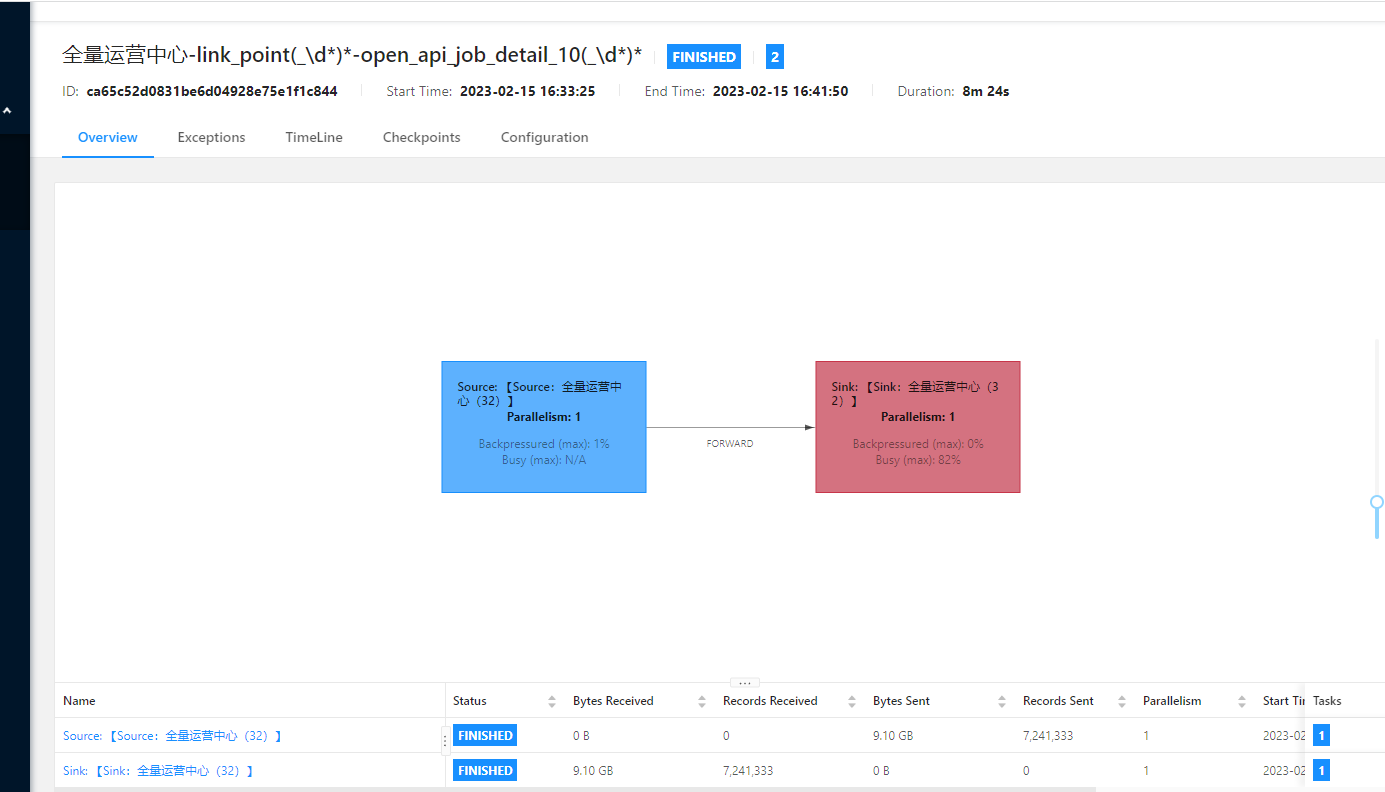 全量运营中心-link_point(_\d*)*-open_api_job_detail_10(_\d*)* FINISHED 2
ID: ca65c52d0831be6d04928e75e1f1c844 Start Time: 2023-02-15 16:33:25 End Time: 2023-02-15 16:41:50 Duration: 8m 24s
Overview Exceptions TimeLine Checkpoints Configuration
Source: 【Source：全量运营中
心（32）】
Parallelism: 1
Backpressured (max): 1%
Busy (max): N/A
FORWARD
Sink: 【Sink：全量运营中心（3
2）】
Parallelism: 1
Backpressured (max): 0%
Busy (max): 82%
Name Status Bytes Received Records Received Bytes Sent Records Sent Parallelism Start Tir Tasks
Source: 【Source：全量运营中心（32）】 FINISHED 0 B 0 9.10 GB 7,241,333 1 2023-02 1
Sink: 【Sink：全量运营中心（32）】 FINISHED 9.10 GB 7,241,333 0 B 0 1 2023-02 1